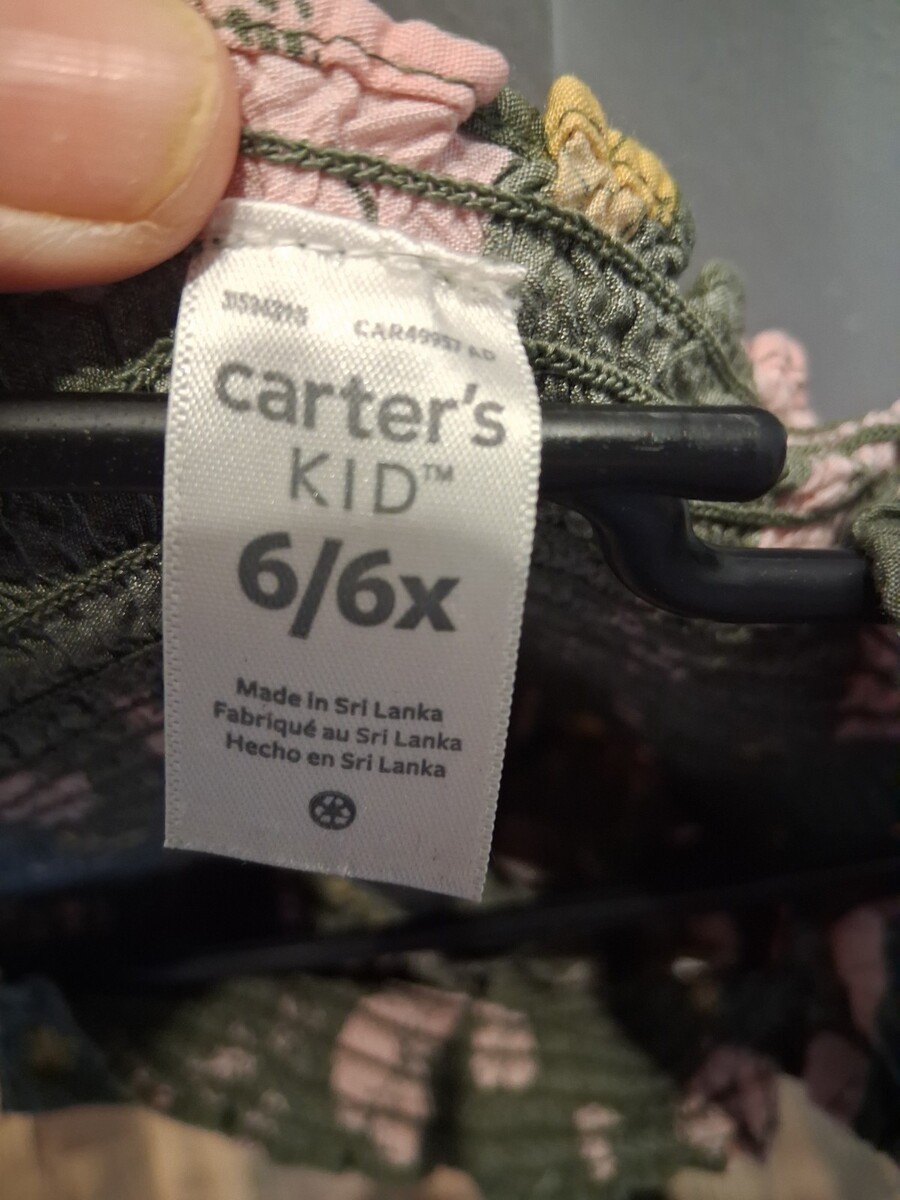 carter's
KID™
6/6x
Made in Sri Lanka
Fabriqué au Sri Lanka
Hecho en Sri Lanka